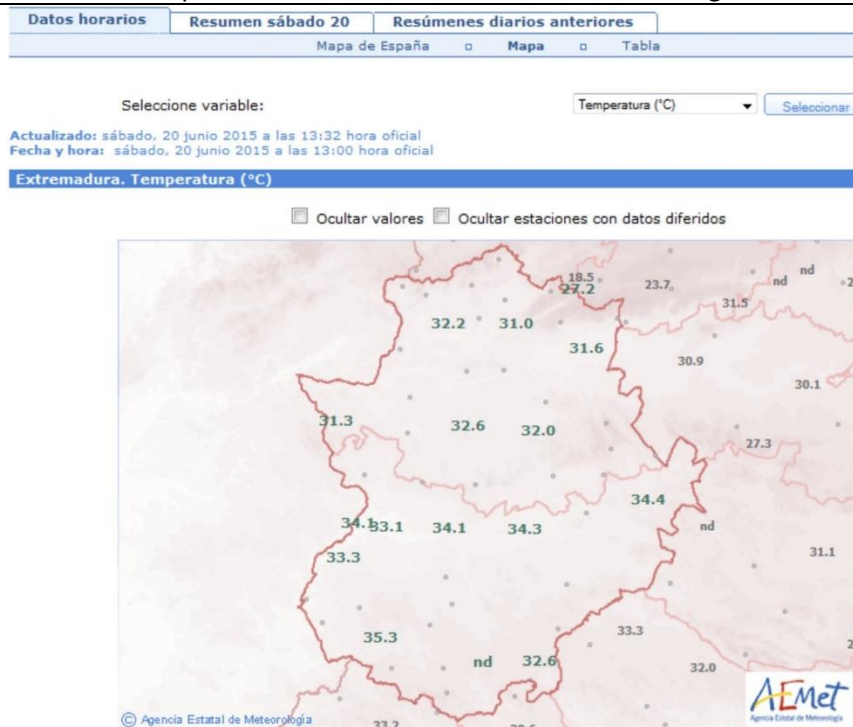 Datos horarios Resumen sábado 20 Resúmenes diarios anteriores
Mapa de España Mapa Tabla
Seleccione variable: Temperatura (°C) Seleccionar
Actualizado: sábado, 20 junio 2015 a las 13:32 hora oficial
Fecha y hora: sábado, 20 junio 2015 a las 13:00 hora oficial
Extremadura. Temperatura (°C)
Ocultar valores Ocultar estaciones con datos diferidos
18.5 23.7 nd nd
27.2
31.5
32.2 31.0
31.6
30.9
30.1
31.3 32.6 32.0
27.3
34.4
34.1 33.1 34.1 34.3 nd
33.3 31.1
35.3 33.3
nd 32.6 32.0
AEMet
Agencia Estatal de Meteorología
© Agencia Estatal de Meteorología